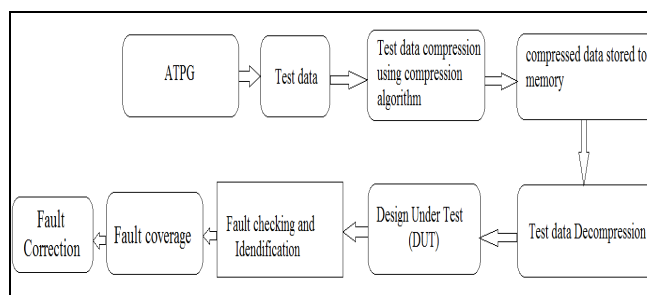 ATPG
Test data
Test data compression
using compression
algorithm
compressed data stored to
memory
Fault
Correction
Fault coverage
Fault checking and
Idendification
Design Under Test
(DUT)
Test data Decompression